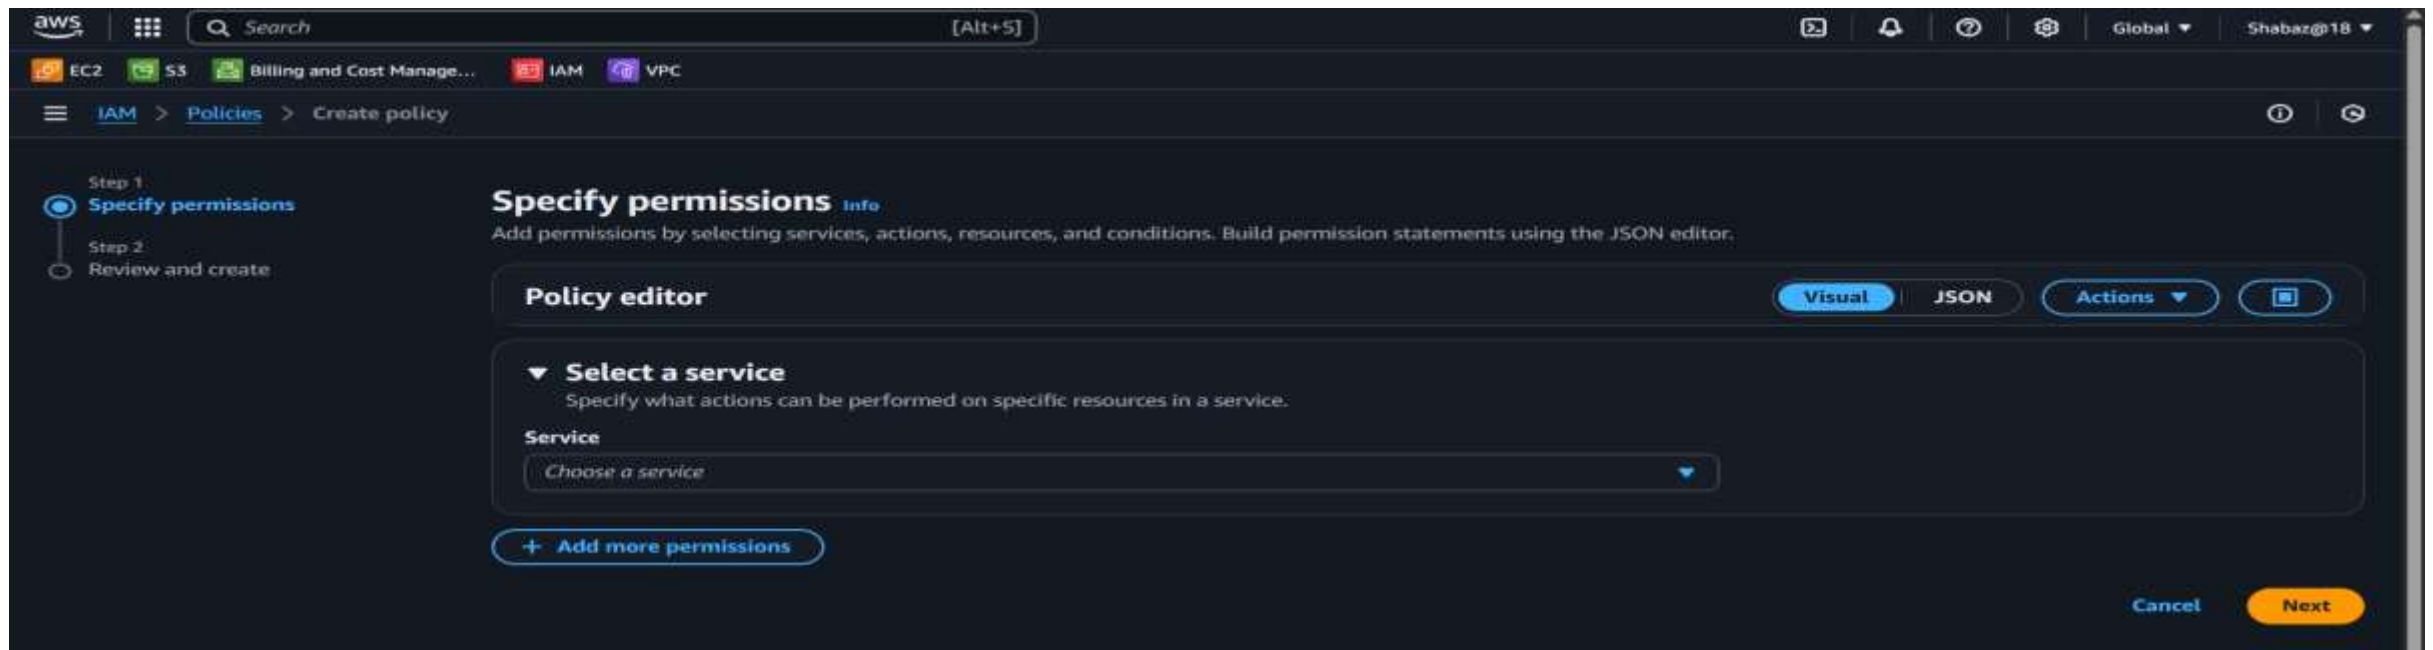 aws Search [Alt+S] Global Shabaz@18
EC2 S3 Billing and Cost Manage... IAM VPC
IAM > Policies > Create policy
Step 1
Specify permissions
Step 2
Review and create
Specify permissions Info
Add permissions by selecting services, actions, resources, and conditions. Build permission statements using the JSON editor.
Policy editor Visual JSON Actions
Select a service
Specify what actions can be performed on specific resources in a service.
Service
Choose a service
+ Add more permissions
Cancel Next